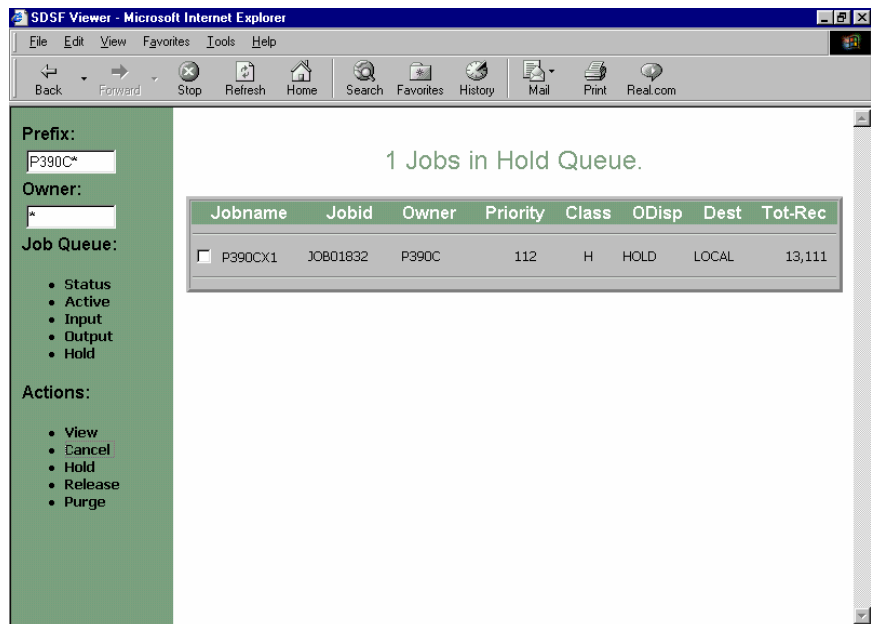 SDSF Viewer - Microsoft Internet Explorer
File Edit View Favorites Tools Help
Back Forward Stop Refresh Home Search Favorites History Mail Print Real.com
Prefix:
P390C*
Owner:
*
Job Queue:
• Status
• Active
• Input
• Output
• Hold
Actions:
• View
• Cancel
• Hold
• Release
• Purge
1 Jobs in Hold Queue.
Jobname Jobid Owner Priority Class ODisp Dest Tot-Rec
P390CX1 JOB01832 P390C 112 H HOLD LOCAL 13,111